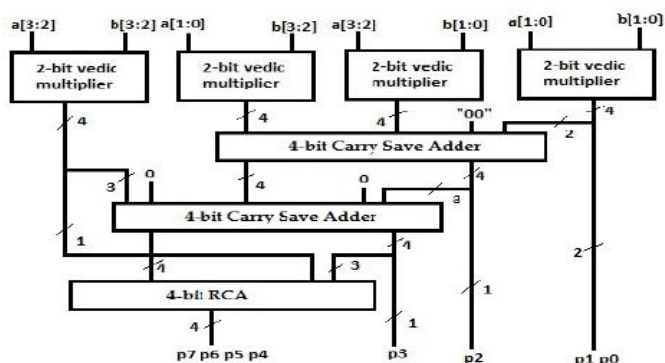 a[3:2] b[3:2] a[1:0] b[3:2] a[3:2] b[1:0] a[1:0] b[1:0]
2-bit vedic multiplier
2-bit vedic multiplier
2-bit vedic multiplier
2-bit vedic multiplier
4 4 4 "00" 2 4
4-bit Carry Save Adder
3 0 4 0 a 4
4-bit Carry Save Adder
1 4 3 4 2
4-bit RCA
4 1 1
p7 p6 p5 p4 p3 p2 p1 p0